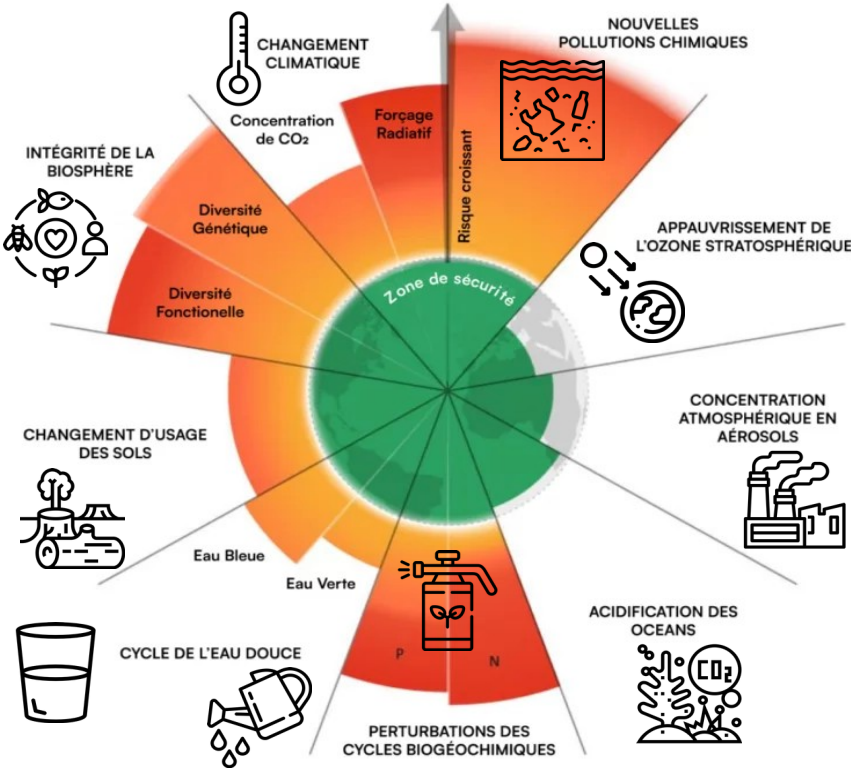 NOUVELLES
POLLUTIONS CHIMIQUES
CHANGEMENT
CLIMATIQUE
Concentration
de CO₂
Forçage
Radiatif
Risque croissant
INTÉGRITÉ DE LA
BIOSPHÈRE
Diversité
Génétique
Diversité
Fonctionelle
APPAUVRISSEMENT DE
L'OZONE STRATOSPHÉRIQUE
Zone de sécurité
CONCENTRATION
ATMOSPHÉRIQUE EN
AÉROSOLS
CHANGEMENT D'USAGE
DES SOLS
Eau Bleue
Eau Verte
ACIDIFICATION DES
OCEANS
CO₂
CYCLE DE L'EAU DOUCE
P
N
PERTURBATIONS DES
CYCLES BIOGÉOCHIMIQUES